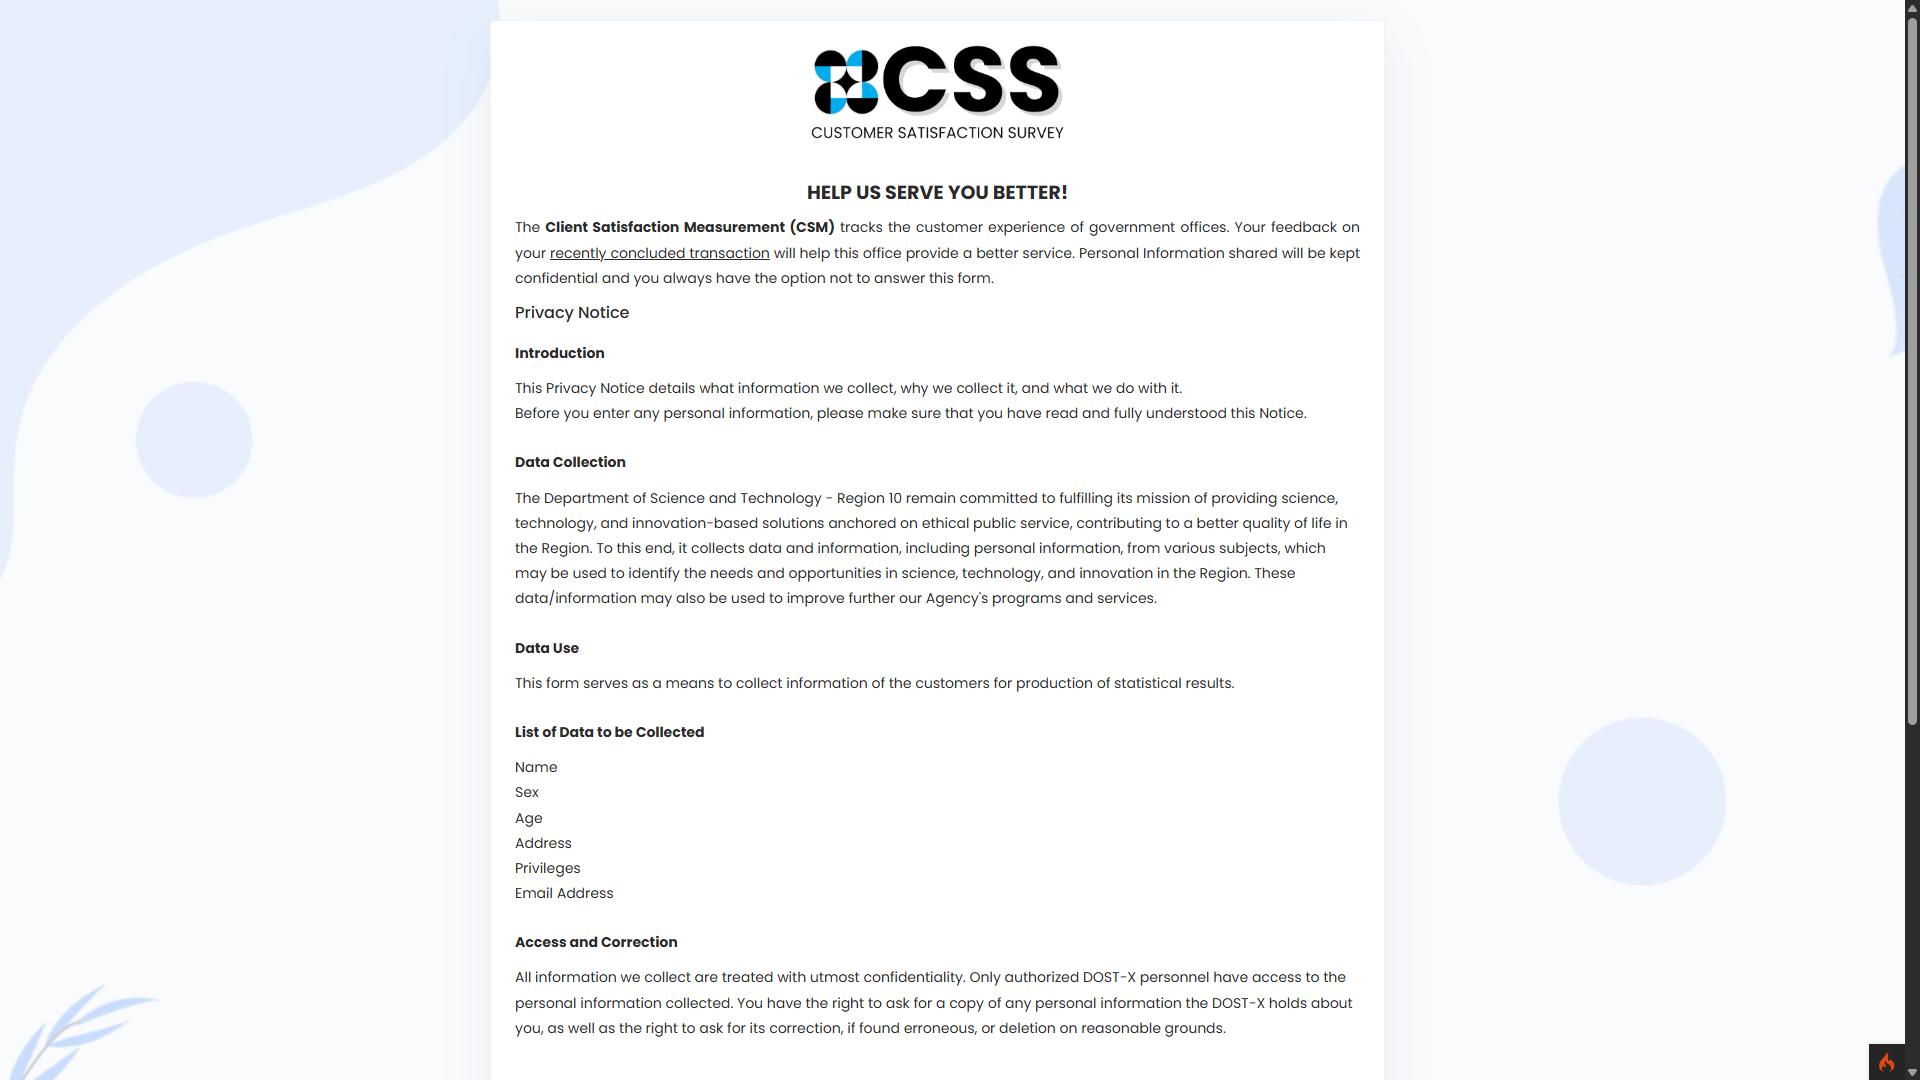 CSS
CUSTOMER SATISFACTION SURVEY
HELP US SERVE YOU BETTER!
The Client Satisfaction Measurement (CSM) tracks the customer experience of government offices. Your feedback on
your recently concluded transaction will help this office provide a better service. Personal Information shared will be kept
confidential and you always have the option not to answer this form.
Privacy Notice
Introduction
This Privacy Notice details what information we collect, why we collect it, and what we do with it.
Before you enter any personal information, please make sure that you have read and fully understood this Notice.
Data Collection
The Department of Science and Technology - Region 10 remain committed to fulfilling its mission of providing science,
technology, and innovation-based solutions anchored on ethical public service, contributing to a better quality of life in
the Region. To this end, it collects data and information, including personal information, from various subjects, which
may be used to identify the needs and opportunities in science, technology, and innovation in the Region. These
data/information may also be used to improve further our Agency's programs and services.
Data Use
This form serves as a means to collect information of the customers for production of statistical results.
List of Data to be Collected
Name
Sex
Age
Address
Privileges
Email Address
Access and Correction
All information we collect are treated with utmost confidentiality. Only authorized DOST-X personnel have access to the
personal information collected. You have the right to ask for a copy of any personal information the DOST-X holds about
you, as well as the right to ask for its correction, if found erroneous, or deletion on reasonable grounds.